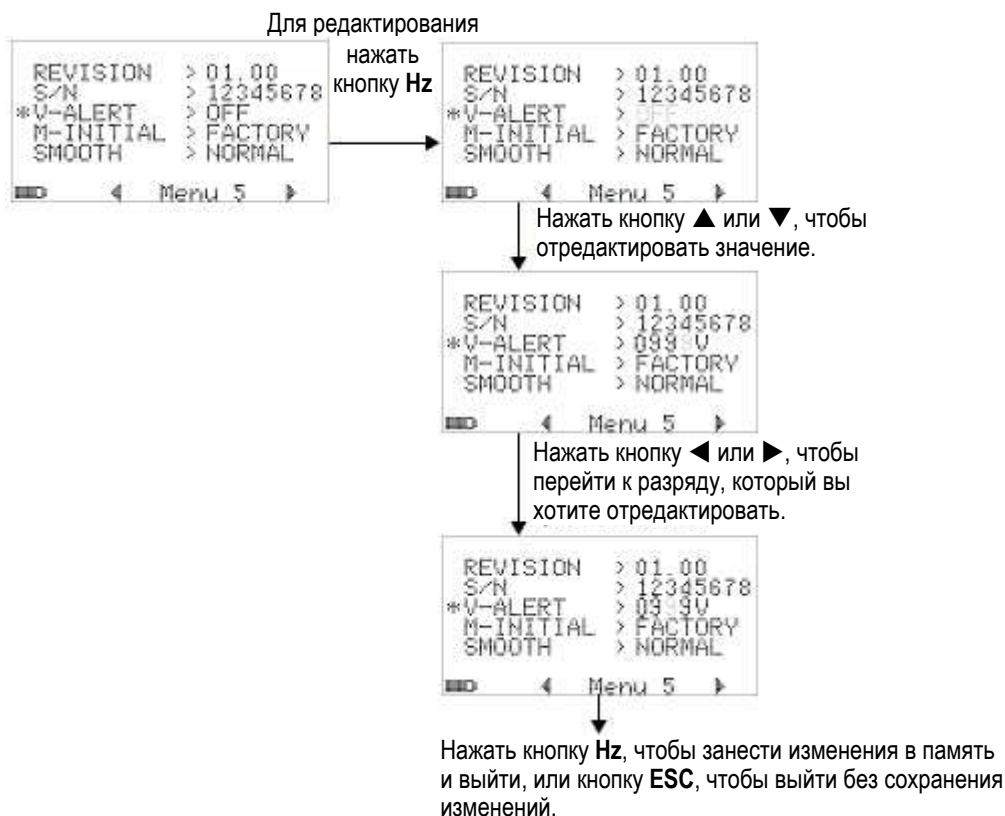 Для редактирования
нажать
кнопку Hz
REVISION > 01.00
S/N > 12345678
*V-ALERT > OFF
M-INITIAL > FACTORY
SMOOTH > NORMAL
◀ Menu 5 ▶
REVISION > 01.00
S/N > 12345678
*V-ALERT > OFF
M-INITIAL > FACTORY
SMOOTH > NORMAL
◀ Menu 5 ▶
Нажать кнопку ▲ или ▼, чтобы
отредактировать значение.
REVISION > 01.00
S/N > 12345678
*V-ALERT > 099 V
M-INITIAL > FACTORY
SMOOTH > NORMAL
◀ Menu 5 ▶
Нажать кнопку ◀ или ▶, чтобы
перейти к разряду, который вы
хотите отредактировать.
REVISION > 01.00
S/N > 12345678
*V-ALERT > 09 9V
M-INITIAL > FACTORY
SMOOTH > NORMAL
◀ Menu 5 ▶
Нажать кнопку Hz, чтобы занести изменения в память
и выйти, или кнопку ESC, чтобы выйти без сохранения
изменений.